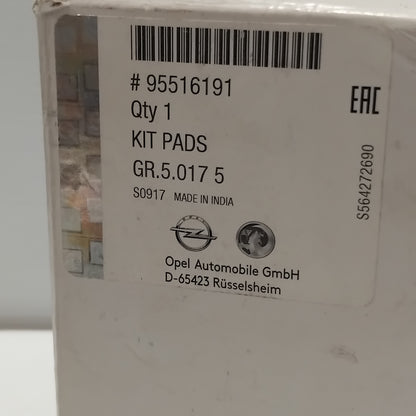 # 95516191
Qty 1
KIT PADS
GR.5.017 5
S0917 MADE IN INDIA
Opel Automobile GmbH
D-65423 Rüsselsheim
EAC
S564272690